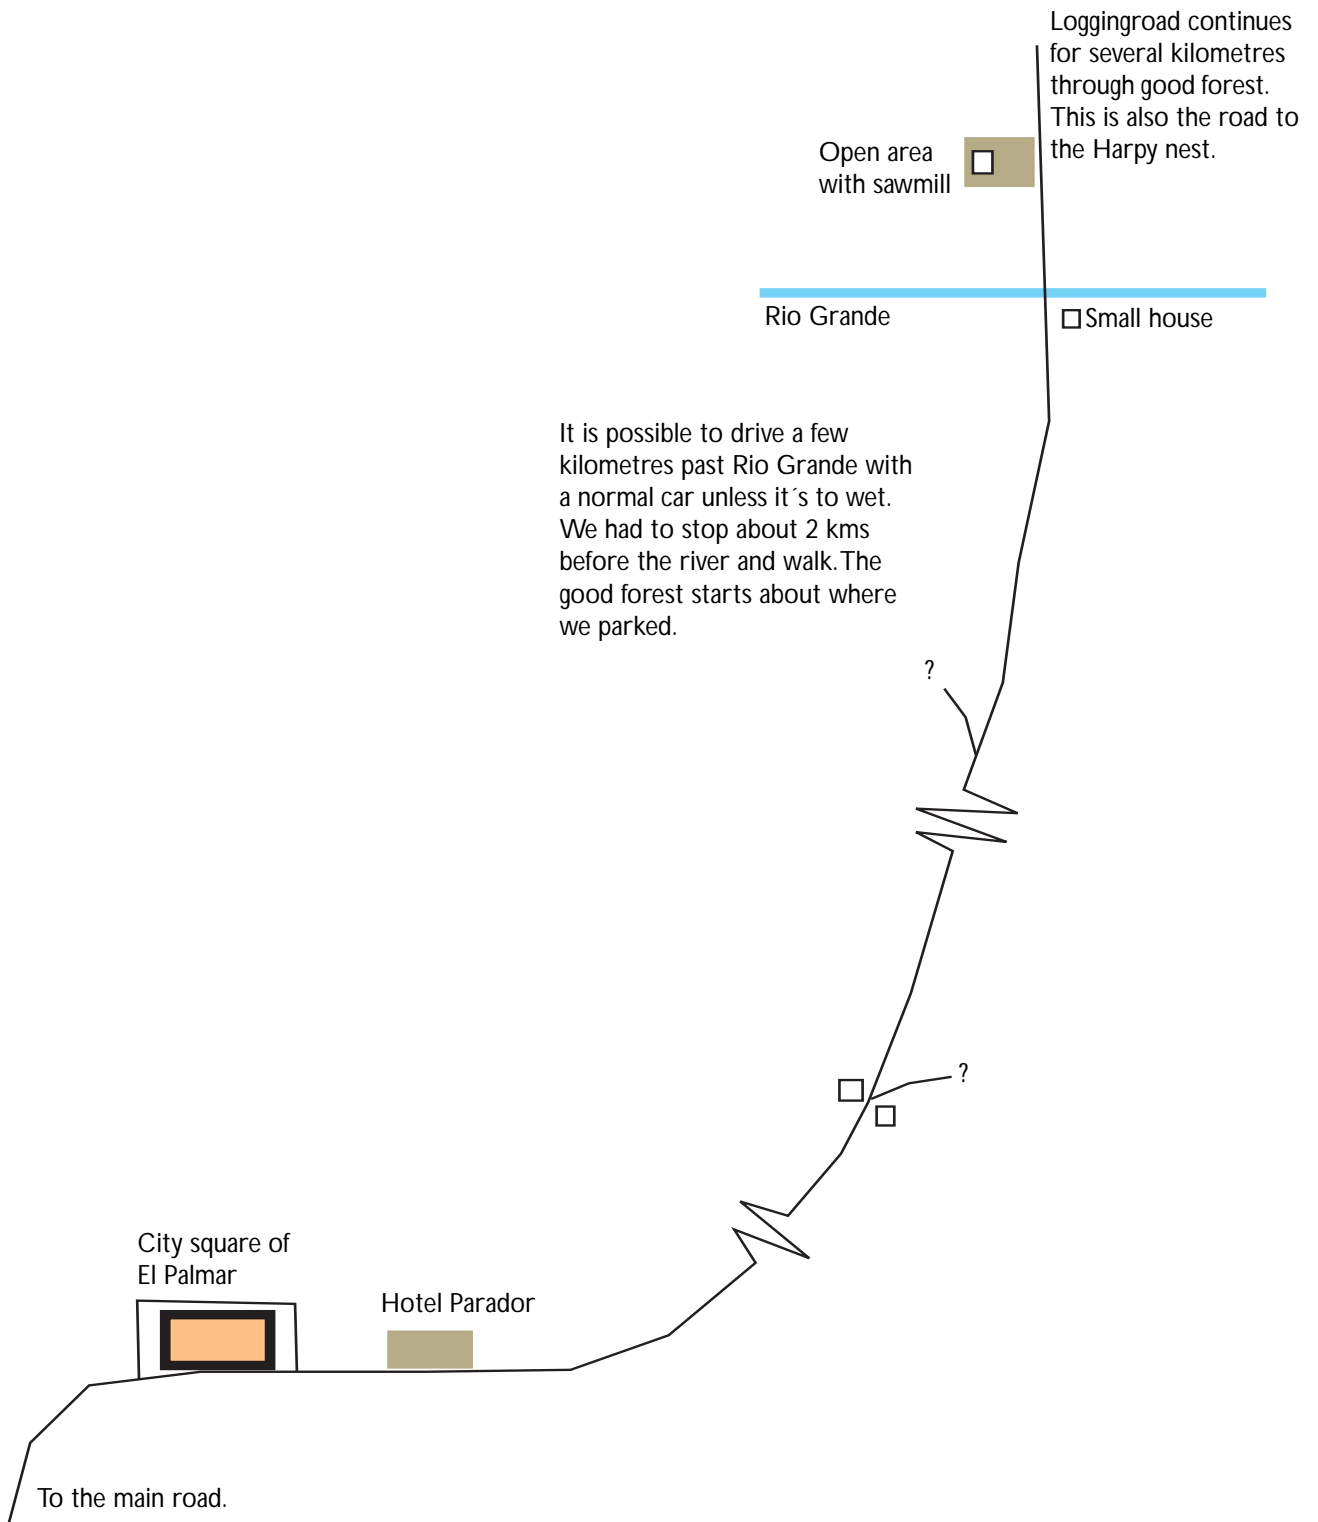 Loggingroad continues
for several kilometres
through good forest.
This is also the road to
the Harpy nest.
Open area
with sawmill
Rio Grande
Small house
It is possible to drive a few
kilometres past Rio Grande with
a normal car unless it´s to wet.
We had to stop about 2 kms
before the river and walk. The
good forest starts about where
we parked.
?
?
City square of
El Palmar
Hotel Parador
To the main road.